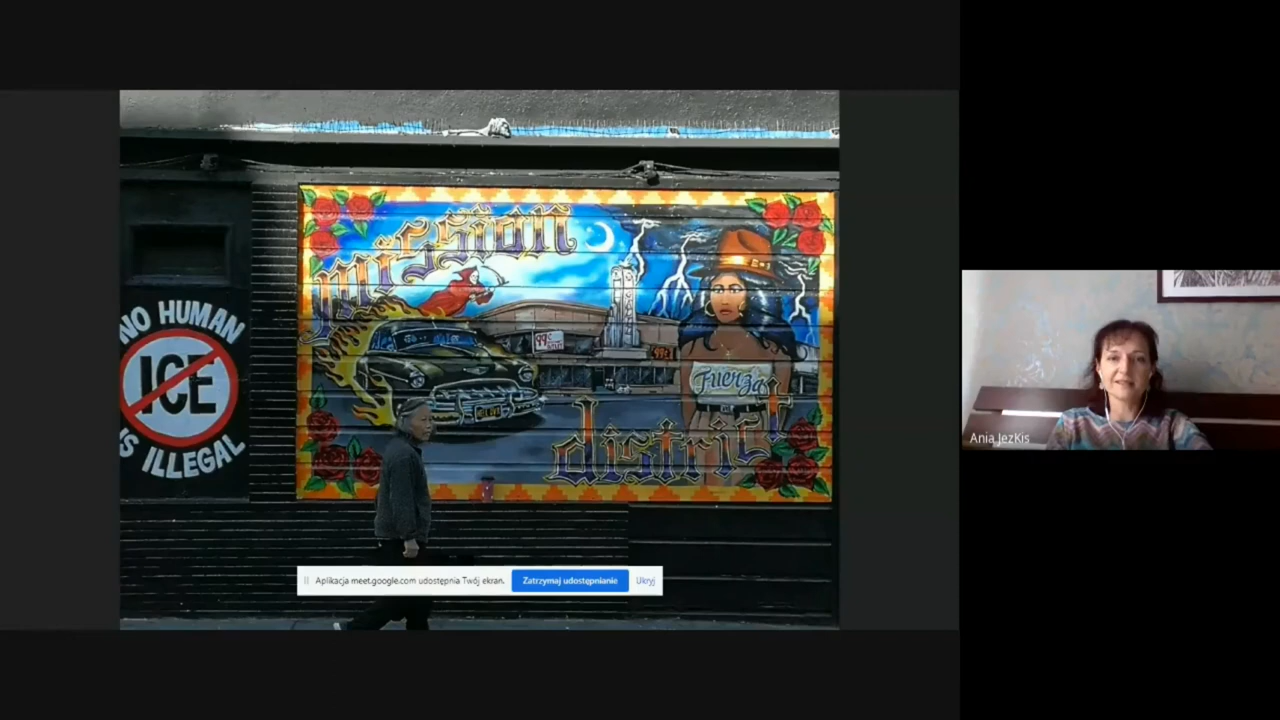 NO HUMAN
ICE
IS ILLEGAL
mission
99¢
99¢
Fuerza
district
Aplikacja meet.google.com udostępnia Twój ekran.
Zatrzymaj udostępnianie
Ukryj
Ania JezKis